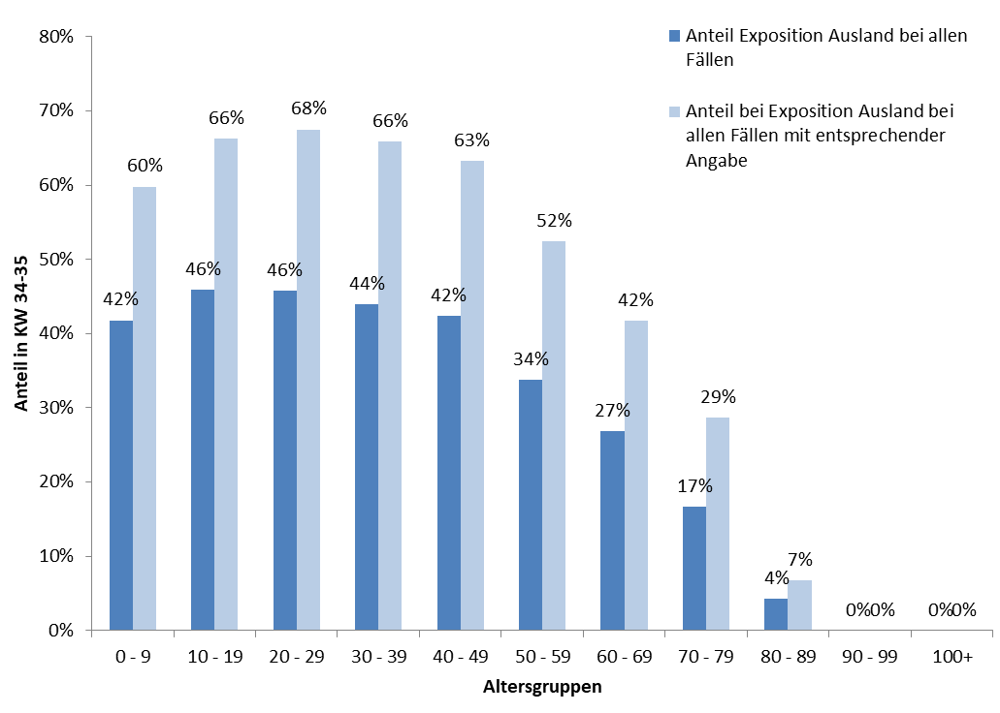 Anteil Exposition Ausland bei allen
Fällen
Anteil bei Exposition Ausland bei
allen Fällen mit entsprechender
Angabe
Anteil in KW 34-35
80%
70%
60%
50%
40%
30%
20%
10%
0%
42% 60%
46% 66%
46% 68%
44% 66%
42% 63%
34% 52%
27% 42%
17% 29%
4% 7%
0% 0%
0% 0%
0 - 9 10 - 19 20 - 29 30 - 39 40 - 49 50 - 59 60 - 69 70 - 79 80 - 89 90 - 99 100+
Altersgruppen